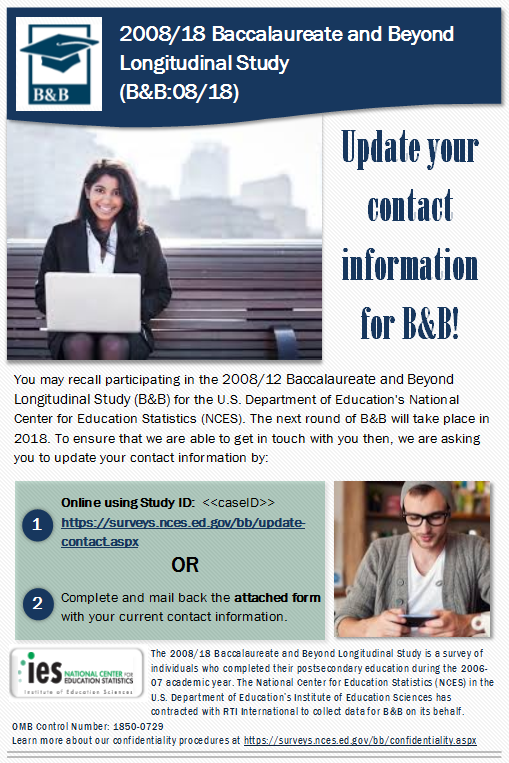 2008/18 Baccalaureate and Beyond
Longitudinal Study
(B&B:08/18)
B&B
Update your
contact
information
for B&B!
You may recall participating in the 2008/12 Baccalaureate and Beyond
Longitudinal Study (B&B) for the U.S. Department of Education's National
Center for Education Statistics (NCES). The next round of B&B will take place in
2018. To ensure that we are able to get in touch with you then, we are asking
you to update your contact information by:
1
Online using Study ID: <<caseID>>
https://surveys.nces.ed.gov/bb/update-
contact.aspx
OR
2
Complete and mail back the attached form
with your current contact information.
ies NATIONAL CENTER FOR
EDUCATION STATISTICS
Institute of Education Sciences
The 2008/18 Baccalaureate and Beyond Longitudinal Study is a survey of
individuals who completed their postsecondary education during the 2006-
07 academic year. The National Center for Education Statistics (NCES) in the
U.S. Department of Education's Institute of Education Sciences has
contracted with RTI International to collect data for B&B on its behalf.
OMB Control Number: 1850-0729
Learn more about our confidentiality procedures at https://surveys.nces.ed.gov/bb/confidentiality.aspx